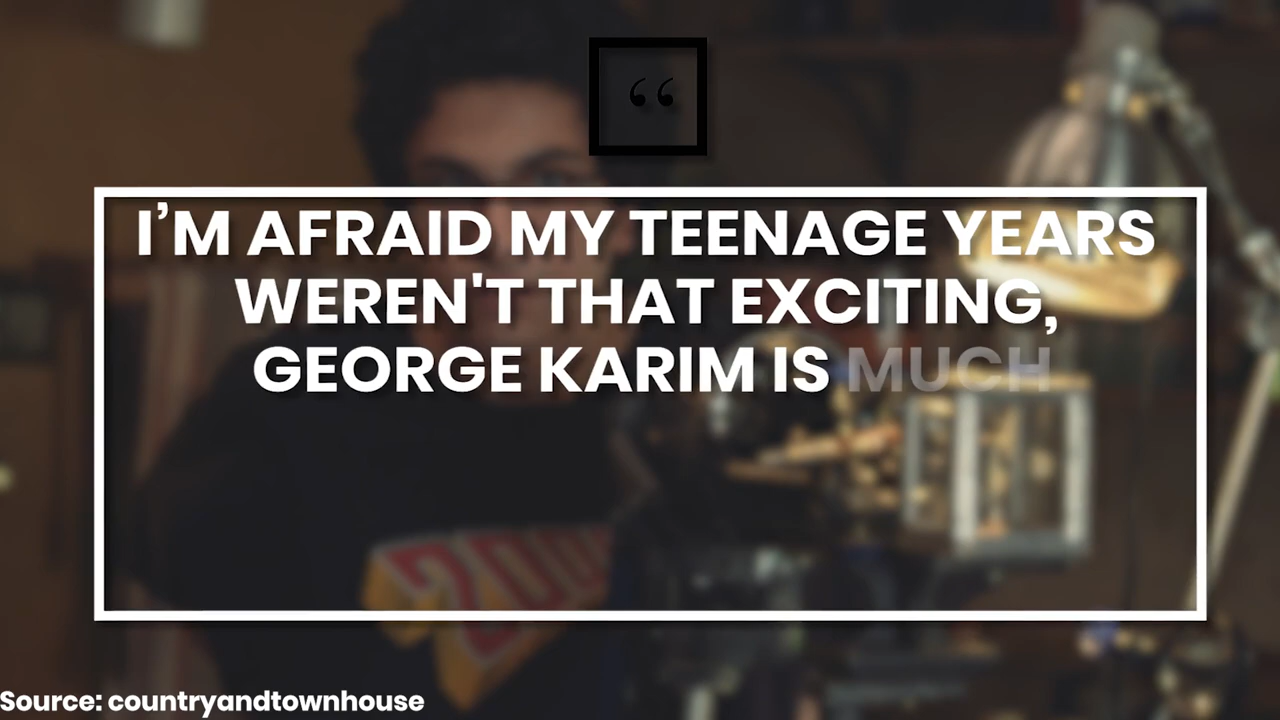 “
I’M AFRAID MY TEENAGE YEARS
WEREN'T THAT EXCITING,
GEORGE KARIM IS MUCH
Source: countryandtownhouse